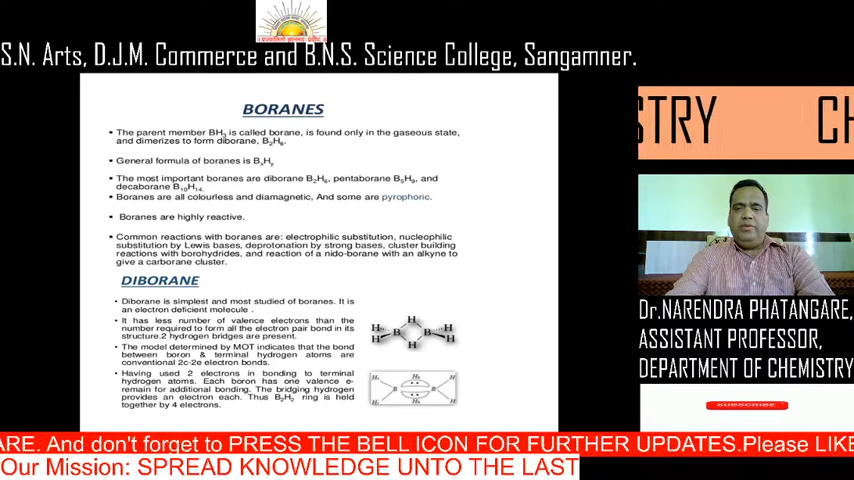 S.N. Arts, D.J.M. Commerce and B.N.S. Science College, Sangamner.
BORANES
▪ The parent member BH3 is called borane, is found only in the gaseous state,
and dimerizes to form diborane, B2H6.
▪ General formula of boranes is BxHy
▪ The most important boranes are diborane B2H6, pentaborane B5H9, and
decaborane B10H14.
▪ Boranes are all colourless and diamagnetic, And some are pyrophoric.
▪ Boranes are highly reactive.
▪ Common reactions with boranes are: electrophilic substitution, nucleophilic
substitution by Lewis bases, deprotonation by strong bases, cluster building
reactions with borohydrides, and reaction of a nido-borane with an alkyne to
give a carborane cluster.
DIBORANE
• Diborane is simplest and most studied of boranes. It is
an electron deficient molecule .
• It has less number of valence electrons than the
number required to form all the electron pair bond in its
structure.2 hydrogen bridges are present.
• The model determined by MOT indicates that the bond
between boron & terminal hydrogen atoms are
conventional 2c-2e electron bonds.
• Having used 2 electrons in bonding to terminal
hydrogen atoms. Each boron has one valence e-
remain for additional bonding. The bridging hydrogen
provides an electron each. Thus B2H2 ring is held
together by 4 electrons.
H H H
H B B H
H
STRY CH
Dr.NARENDRA PHATANGARE,
ASSISTANT PROFESSOR,
DEPARTMENT OF CHEMISTRY
SUBSCRIBE
ARE. And don't forget to PRESS THE BELL ICON FOR FURTHER UPDATES.Please LIKE
Our Mission: SPREAD KNOWLEDGE UNTO THE LAST